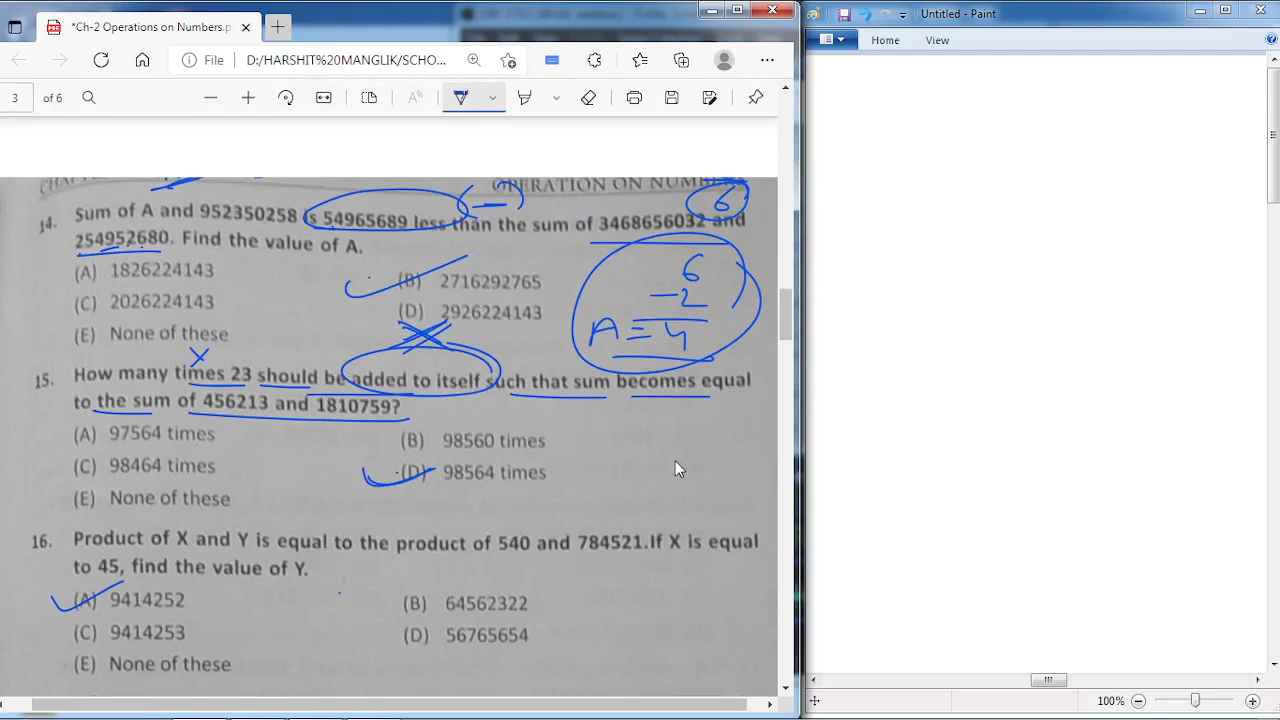 *Ch-2 Operations on Numbers.p
Untitled - Paint
File
D:/HARSHIT%20MANGLIK/SCHO...
Home
View
3
of 6
OPERATION ON NUMB
6
(-)
14. Sum of A and 952350258 is 54965689 less than the sum of 3468656032 and
254952680. Find the value of A.
(A) 1826224143
(B) 2716292765
(C) 2026224143
(D) 2926224143
(E) None of these
6
-2
A = 4
X
15. How many times 23 should be added to itself such that sum becomes equal
to the sum of 456213 and 1810759?
(A) 97564 times
(B) 98560 times
(C) 98464 times
(D) 98564 times
(E) None of these
16. Product of X and Y is equal to the product of 540 and 784521.If X is equal
to 45, find the value of Y.
(A) 9414252
(B) 64562322
(C) 9414253
(D) 56765654
(E) None of these
100%